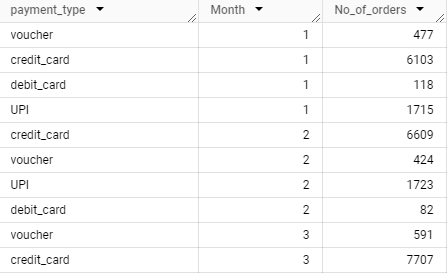 payment_type Month No_of_orders
voucher 1 477
credit_card 1 6103
debit_card 1 118
UPI 1 1715
credit_card 2 6609
voucher 2 424
UPI 2 1723
debit_card 2 82
voucher 3 591
credit_card 3 7707